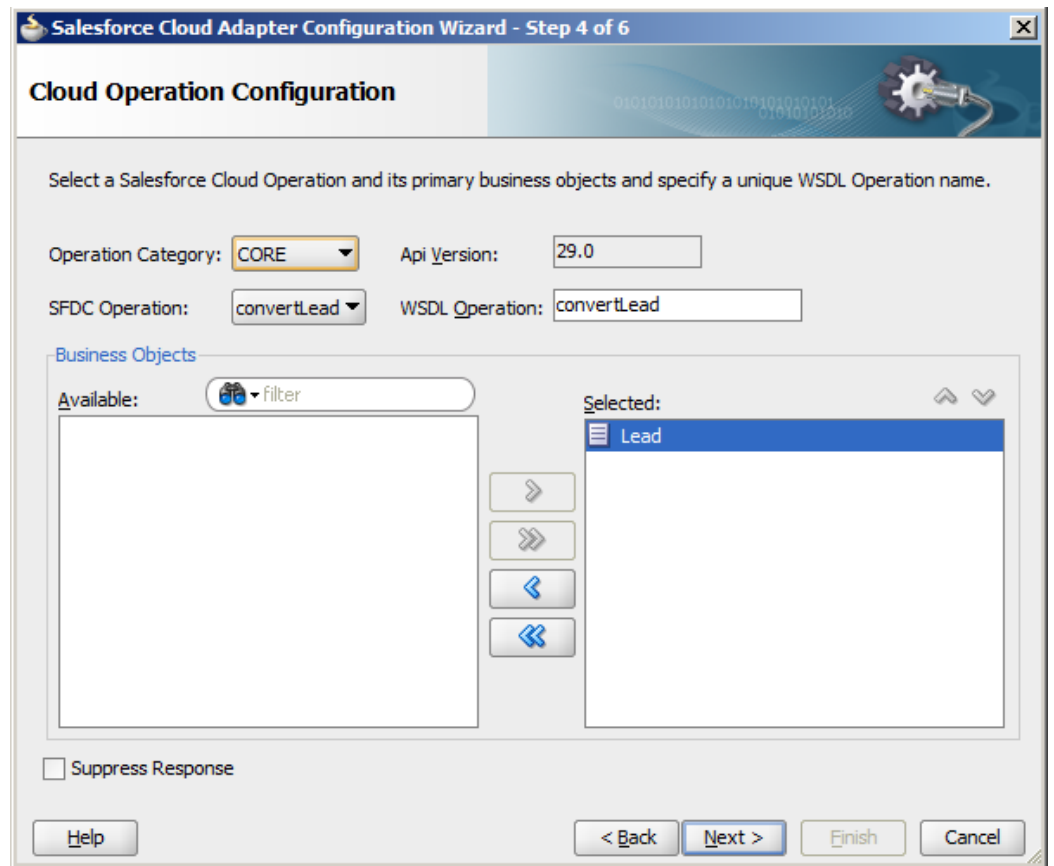 Salesforce Cloud Adapter Configuration Wizard - Step 4 of 6
Cloud Operation Configuration
0101010101010101010101010101
01010101010
Select a Salesforce Cloud Operation and its primary business objects and specify a unique WSDL Operation name.
Operation Category: CORE Api Version: 29.0
SFDC Operation: convertLead WSDL Operation: convertLead
Business Objects
Available: filter Selected:
Lead
Suppress Response
Help < Back Next > Finish Cancel